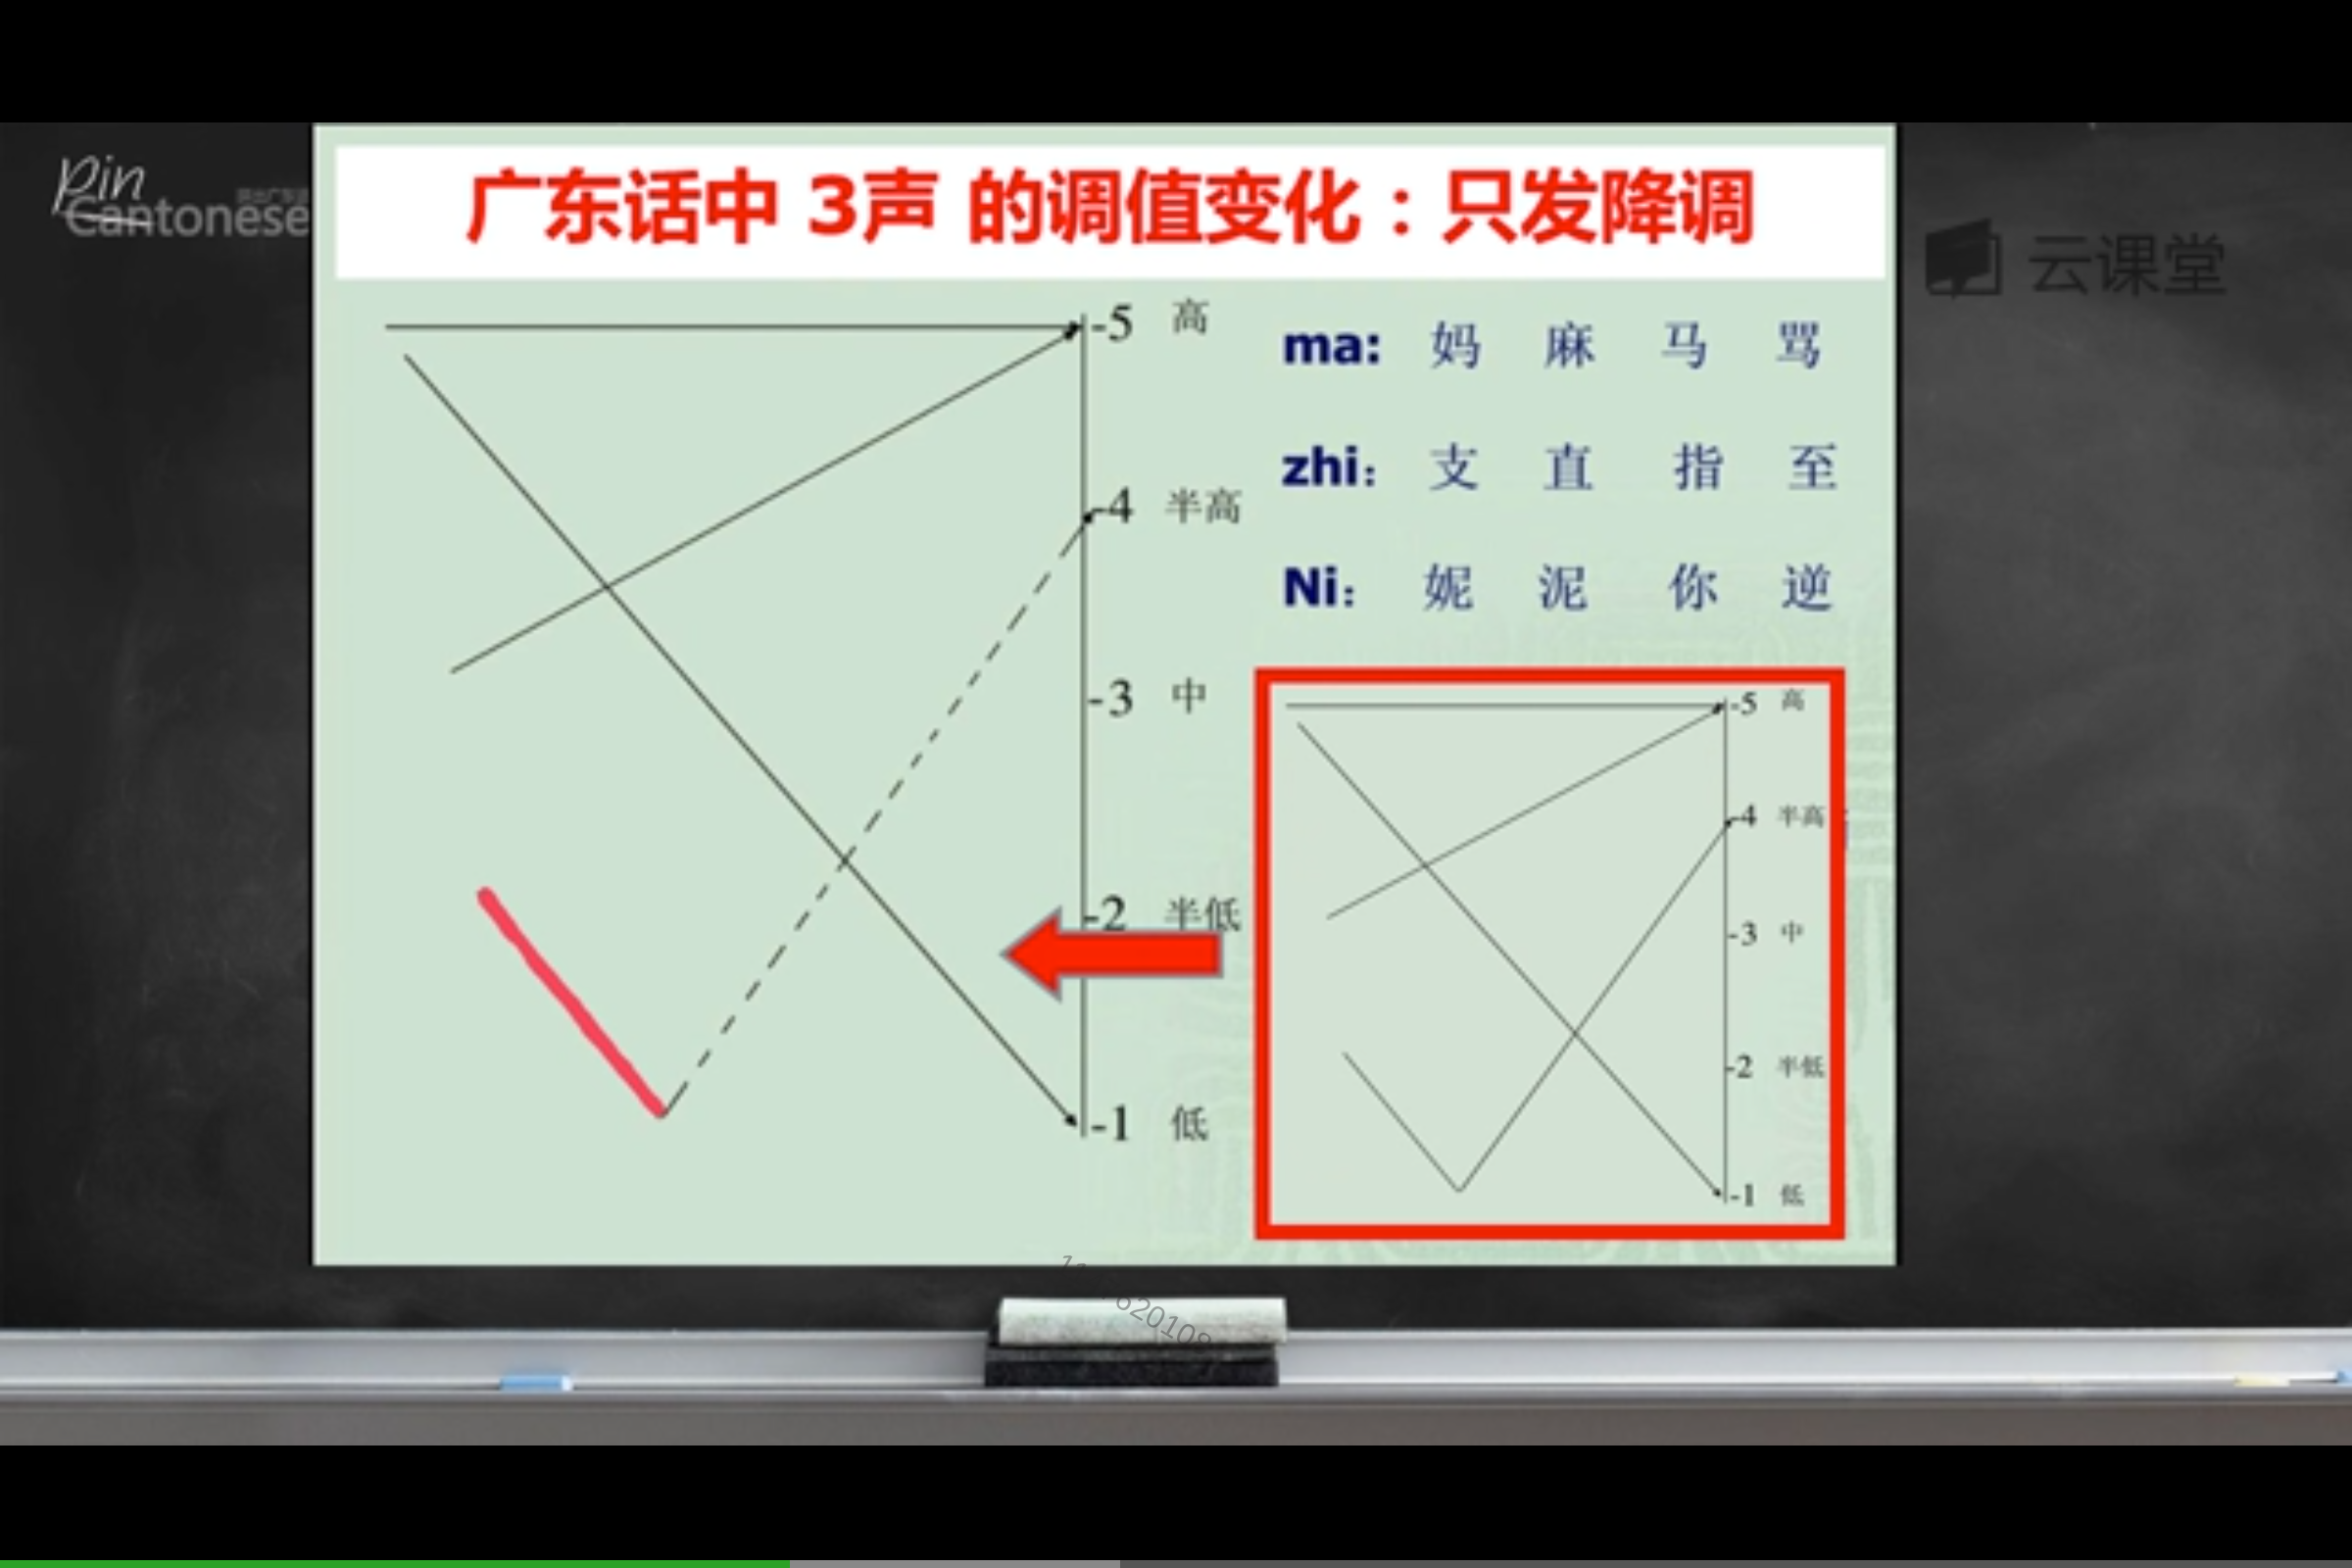 广东话中 3声 的调值变化：只发降调
Pin
Cantonese
云课堂
-5 高
-4 半高
-3 中
-2 半低
-1 低
ma: 妈 麻 马 骂
zhi： 支 直 指 至
Ni： 妮 泥 你 逆
-5 高
-4 半高
-3 中
-2 半低
-1 低